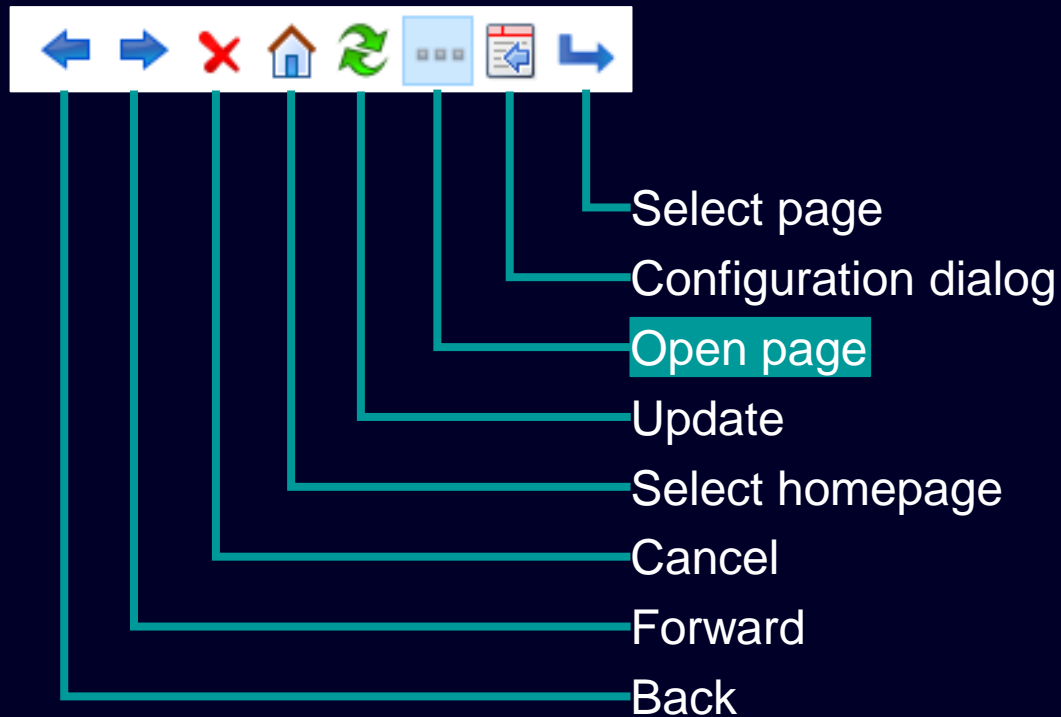 Select page
Configuration dialog
Open page
Update
Select homepage
Cancel
Forward
Back